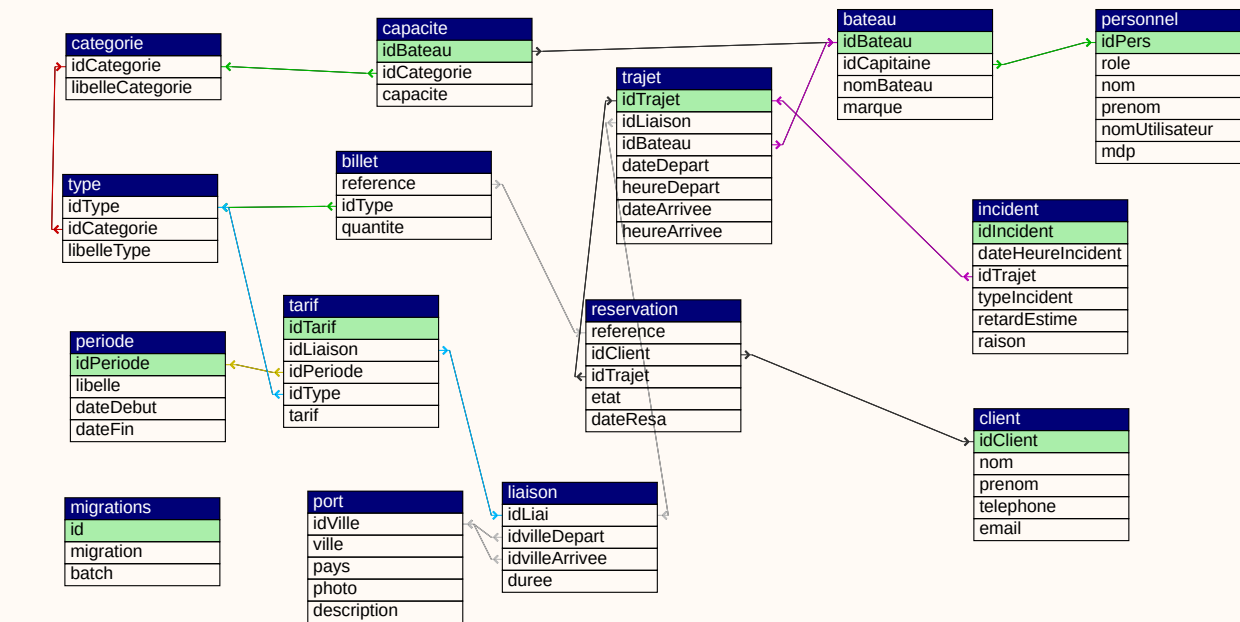 categorie
idCategorie
libelleCategorie
capacite
idBateau
idCategorie
capacite
bateau
idBateau
idCapitaine
nomBateau
marque
personnel
idPers
role
nom
prenom
nomUtilisateur
mdp
trajet
idTrajet
idLiaison
idBateau
dateDepart
heureDepart
dateArrivee
heureArrivee
type
idType
idCategorie
libelleType
billet
reference
idType
quantite
incident
idIncident
dateHeureIncident
idTrajet
typeIncident
retardEstime
raison
tarif
idTarif
idLiaison
idPeriode
idType
tarif
reservation
reference
idClient
idTrajet
etat
dateResa
periode
idPeriode
libelle
dateDebut
dateFin
client
idClient
nom
prenom
telephone
email
migrations
id
migration
batch
port
idVille
ville
pays
photo
description
liaison
idLiai
idvilleDepart
idvilleArrivee
duree